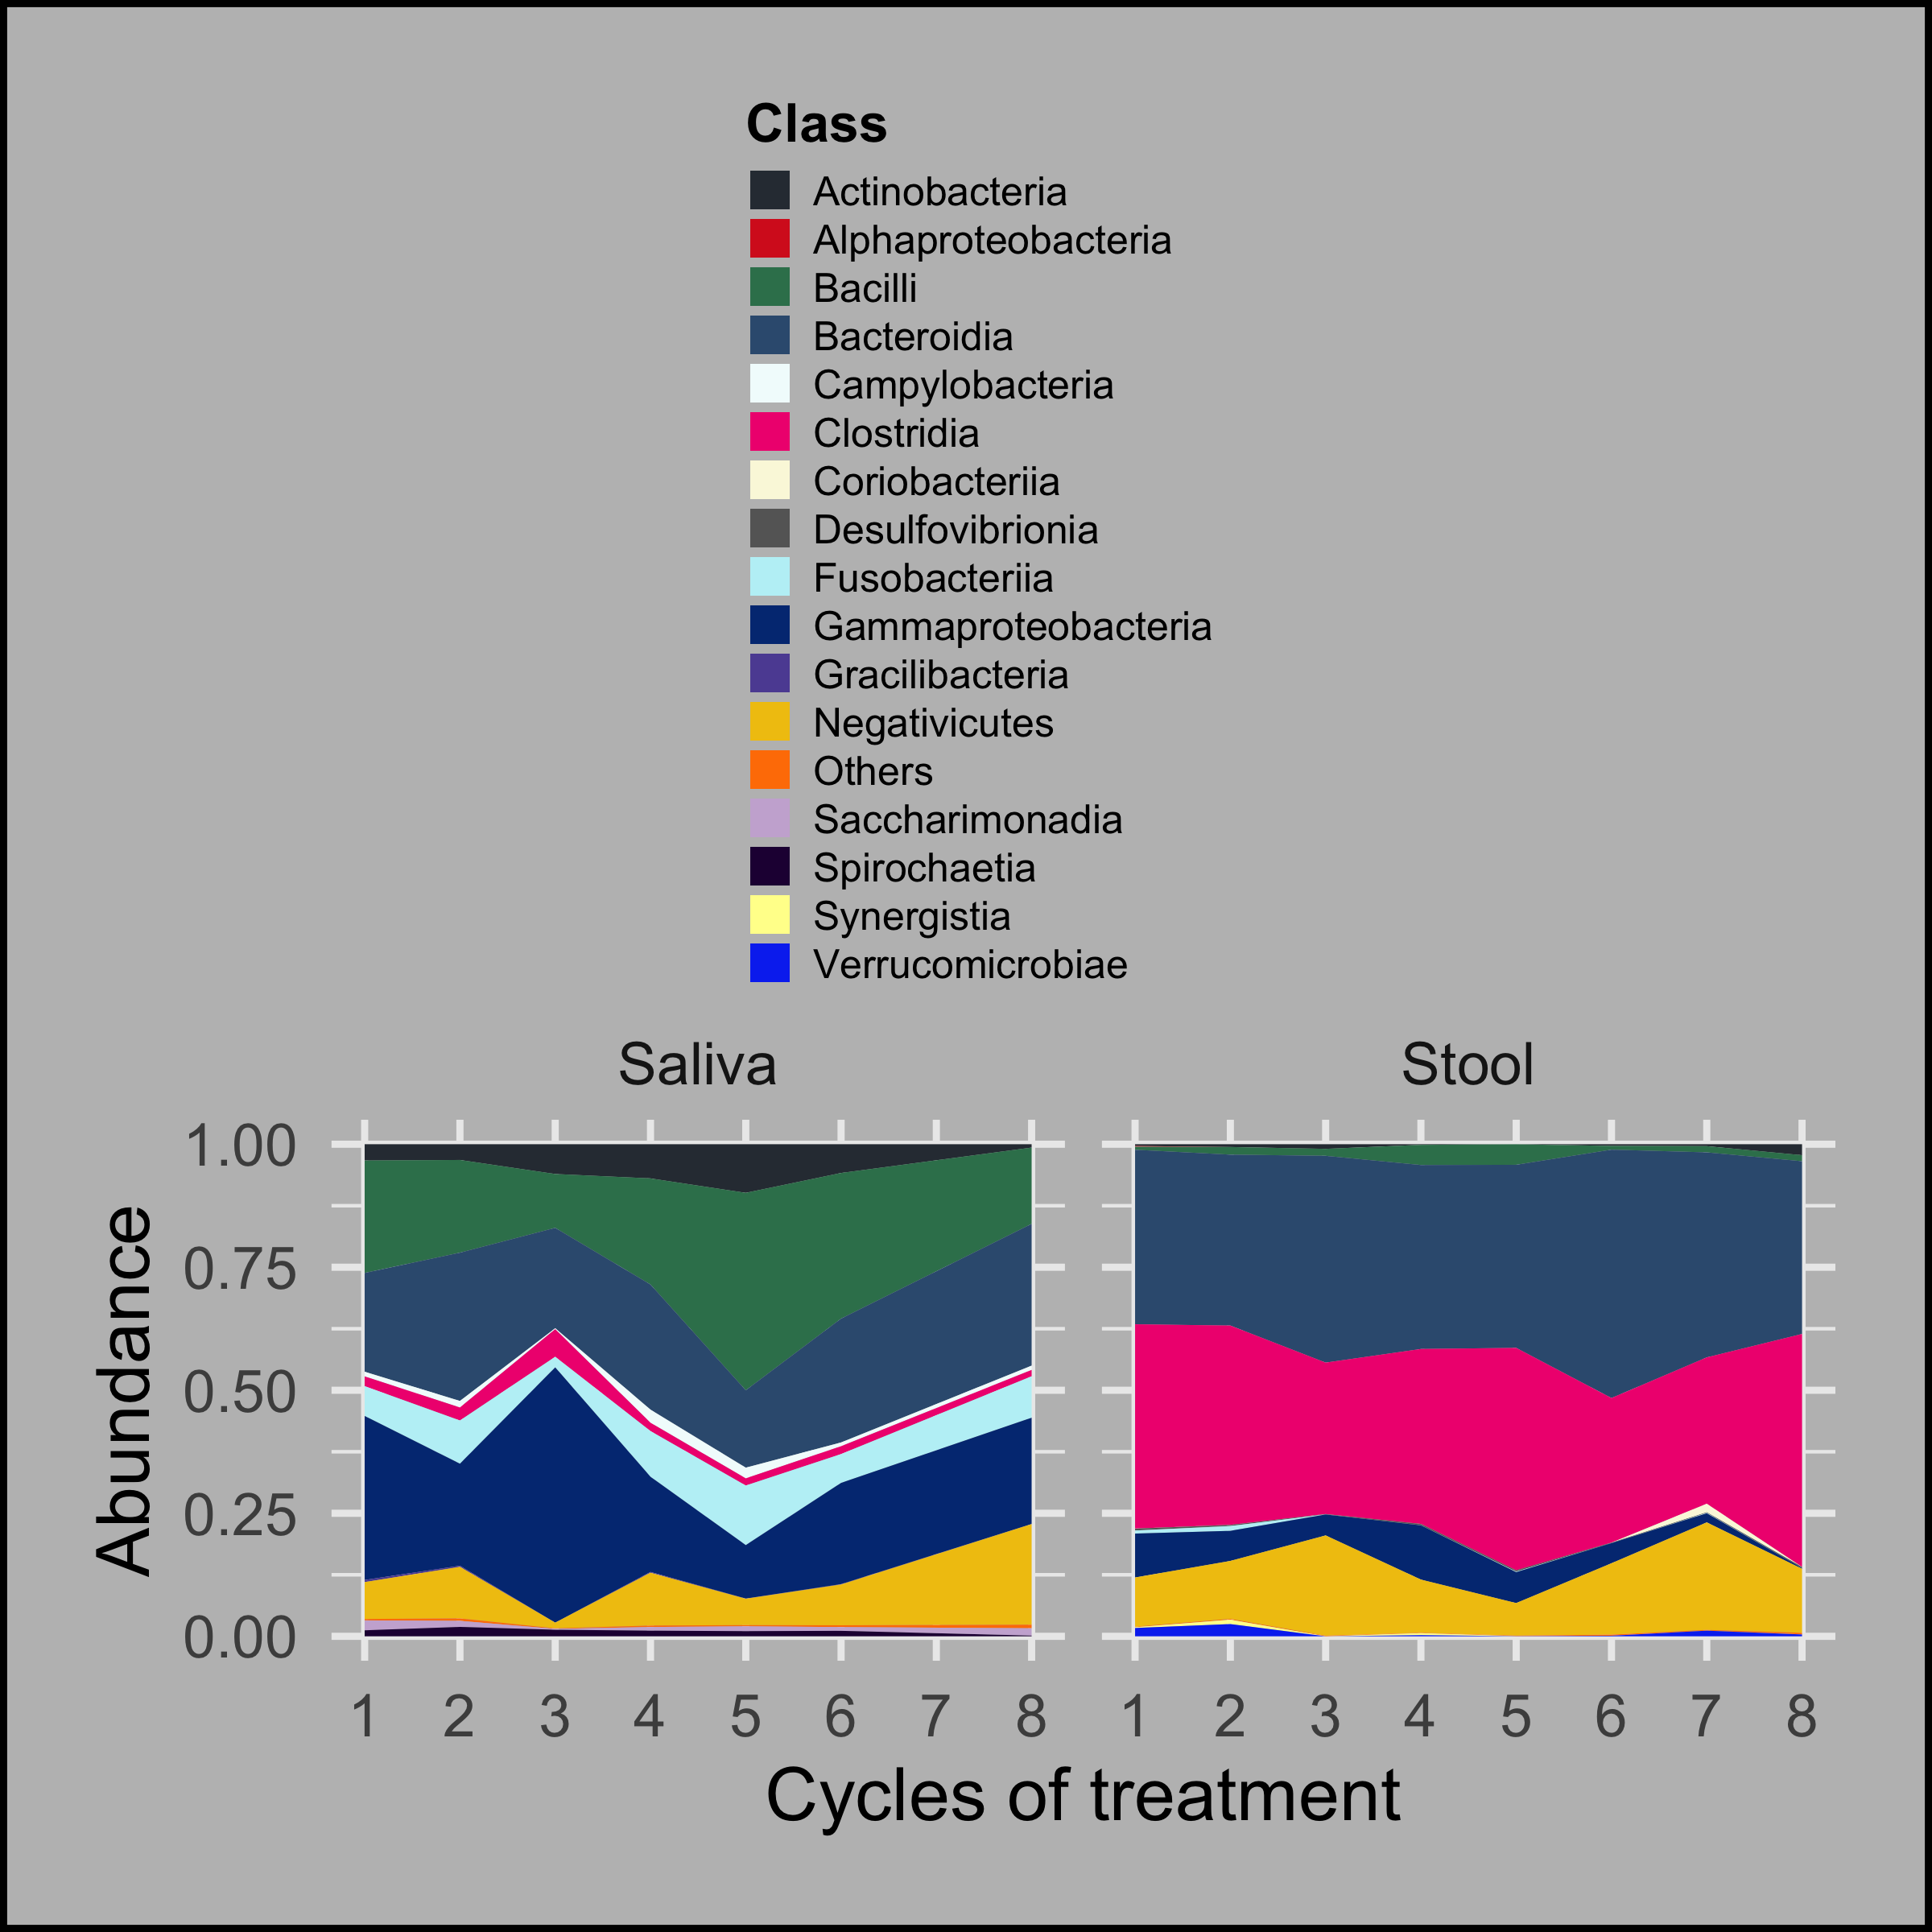 Class
Actinobacteria
Alphaproteobacteria
Bacilli
Bacteroidia
Campylobacteria
Clostridia
Coriobacteriia
Desulfovibrionia
Fusobacteriia
Gammaproteobacteria
Gracilibacteria
Negativicutes
Others
Saccharimonadia
Spirochaetia
Synergistia
Verrucomicrobiae
Saliva Stool
1.00
0.75
0.50
0.25
0.00
Abundance
1 2 3 4 5 6 7 8 1 2 3 4 5 6 7 8
Cycles of treatment